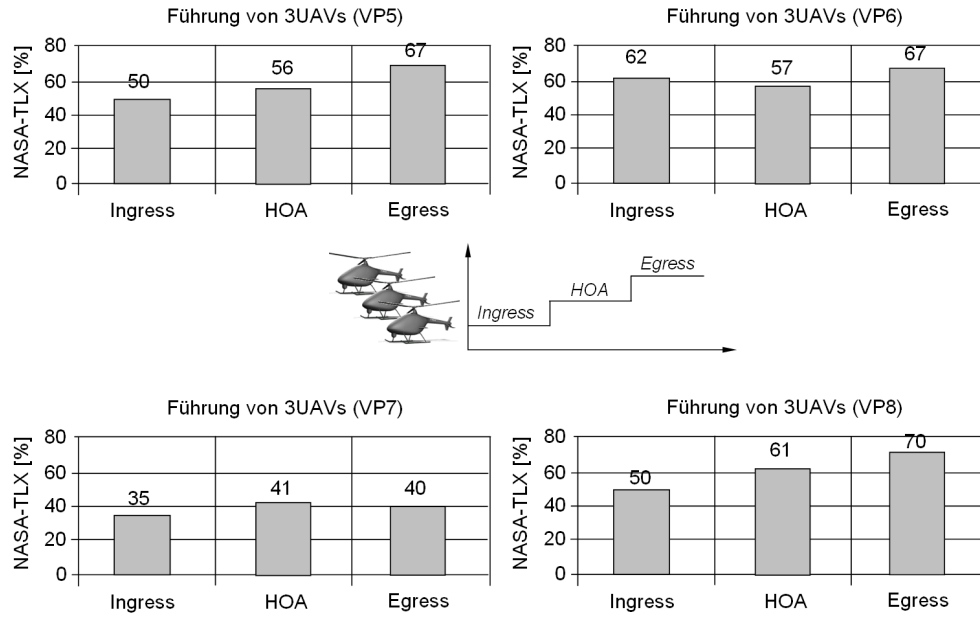 Führung von 3UAVs (VP5)
NASA-TLX [%]
80
60
40
20
0
50
56
67
Ingress
HOA
Egress
Führung von 3UAVs (VP6)
NASA-TLX [%]
80
60
40
20
0
62
57
67
Ingress
HOA
Egress
Egress
HOA
Ingress
Führung von 3UAVs (VP7)
NASA-TLX [%]
80
60
40
20
0
35
41
40
Ingress
HOA
Egress
Führung von 3UAVs (VP8)
NASA-TLX [%]
80
60
40
20
0
50
61
70
Ingress
HOA
Egress